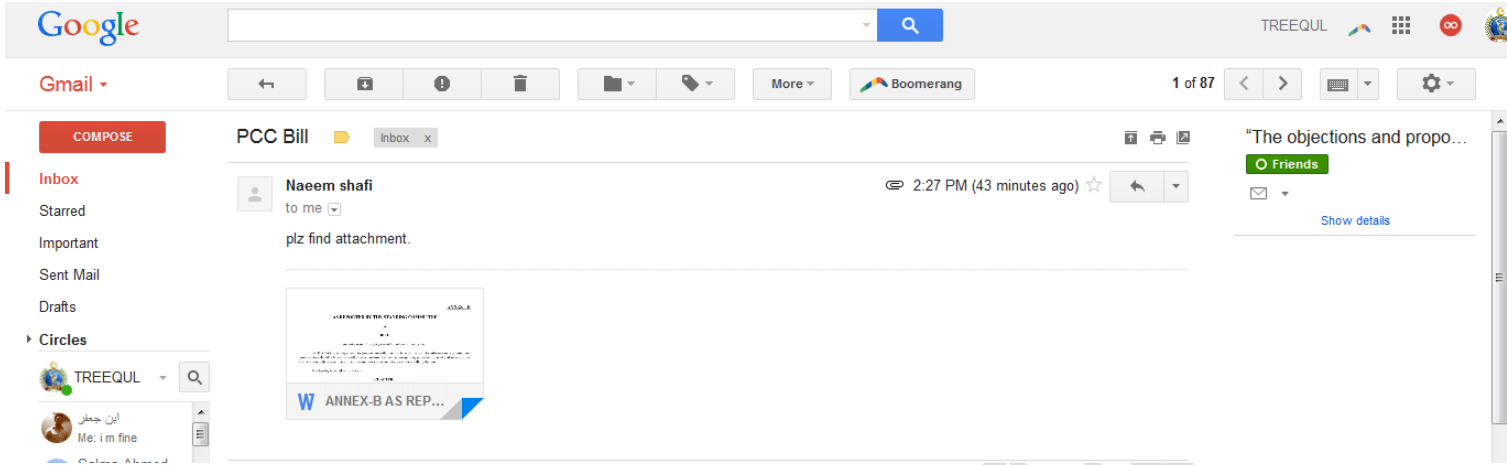 Google
TREEQUL
Gmail
More
Boomerang
1 of 87
COMPOSE
PCC Bill
Inbox x
"The objections and propo…
Friends
Show details
Inbox
Starred
Important
Sent Mail
Drafts
Circles
Naeem shafi
2:27 PM (43 minutes ago)
to me
plz find attachment.
ANNEX-B AS REP...
TREEQUL
ابن جعفر
Me: i m fine